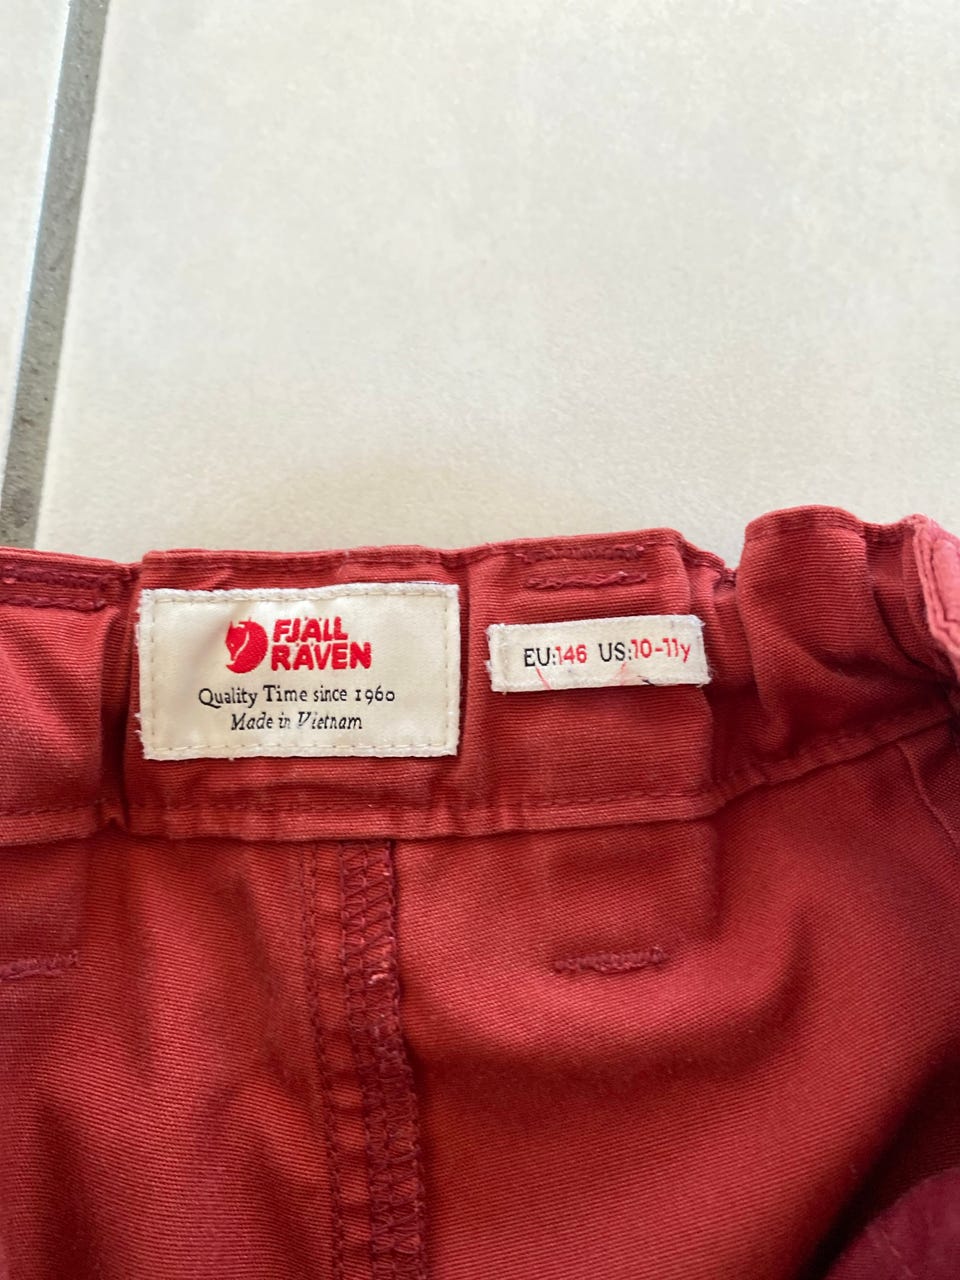 FJÄLL
RÄVEN
Quality Time since 1960
Made in Vietnam
EU:146 US:10-11y